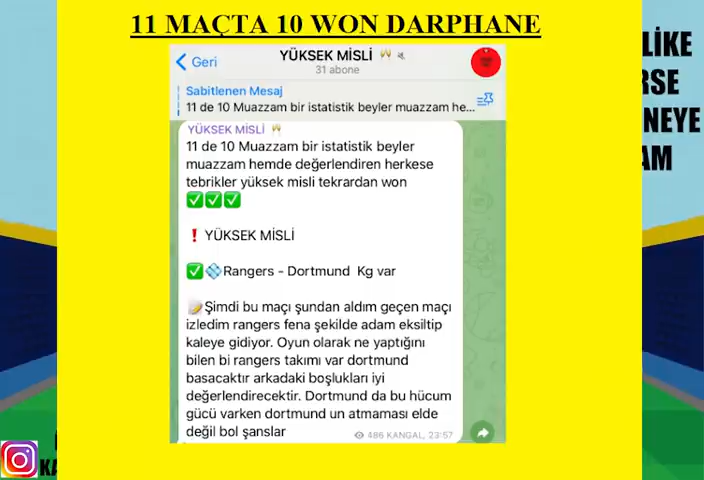 11 MAÇTA 10 WON DARPHANE
Geri
YÜKSEK MİSLİ
31 abone
Sabitlenen Mesaj
11 de 10 Muazzam bir istatistik beyler muazzam he...
YÜKSEK MİSLİ
11 de 10 Muazzam bir istatistik beyler
muazzam hemde değerlendiren herkese
tebrikler yüksek misli tekrardan won
✅✅✅
❗ YÜKSEK MİSLİ
✅💠Rangers - Dortmund Kg var
📝Şimdi bu maçı şundan aldım geçen maçı
izledim rangers fena şekilde adam eksiltip
kaleye gidiyor. Oyun olarak ne yaptığını
bilen bi rangers takımı var dortmund
basacaktır arkadaki boşlukları iyi
değerlendirecektir. Dortmund da bu hücum
gücü varken dortmund un atmaması elde
değil bol şanslar
486 KANGAL, 23:57
LİKE
RSE
NEYE
AM
KA